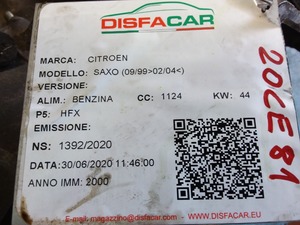 DISFACAR
MARCA: CITROEN
MODELLO: SAXO (09/99>02/04<)
VERSIONE:
ALIM.: BENZINA CC: 1124 KW: 44
P5: HFX
EMISSIONE:
NS: 1392/2020
DATA:30/06/2020 11:46:00
ANNO IMM: 2000
E-mail: magazzino@disfacar.com
WWW.DISFACAR.EU
20CE81